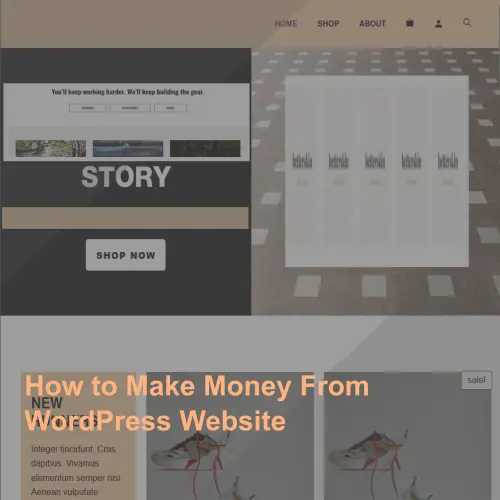 HOME SHOP ABOUT
You'll keep working harder. We'll keep building the gear.
STORY
SHOP NOW
sale!
How to Make Money From
WordPress Website
NEW
Integer tincidunt. Cras
dapibus. Vivamus
elementum semper nisi.
Aenean vulputate